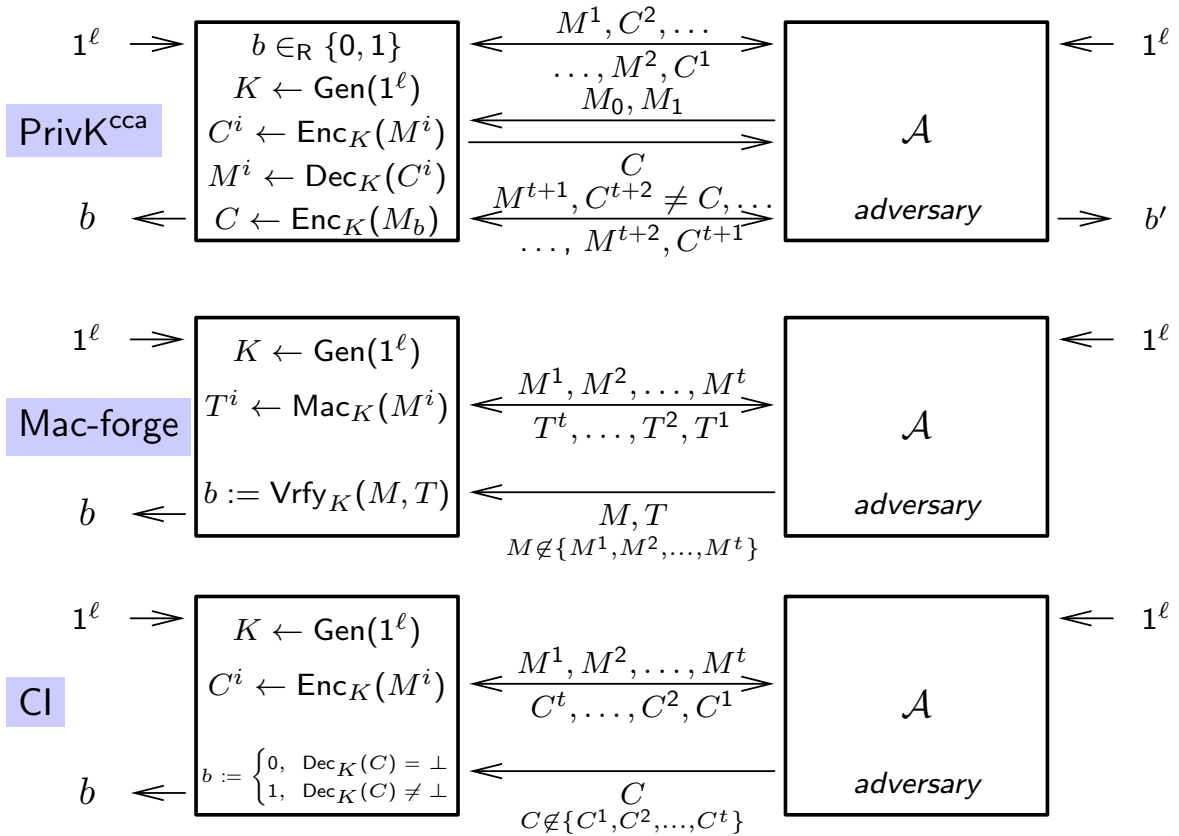 1^ℓ
b ∈_R {0, 1}
M^1, C^2, …
1^ℓ
…, M^2, C^1
K ← Gen(1^ℓ)
M_0, M_1
PrivK^cca
C^i ← Enc_K(M^i)
𝒜
C
M^i ← Dec_K(C^i)
M^{t+1}, C^{t+2} ≠ C, …
b
C ← Enc_K(M_b)
adversary
b′
…, M^{t+2}, C^{t+1}
1^ℓ
K ← Gen(1^ℓ)
1^ℓ
M^1, M^2, …, M^t
T^i ← Mac_K(M^i)
Mac-forge
T^t, …, T^2, T^1
𝒜
b := Vrfy_K(M, T)
b
M, T
adversary
M ∉ {M^1, M^2, …, M^t}
1^ℓ
K ← Gen(1^ℓ)
1^ℓ
M^1, M^2, …, M^t
C^i ← Enc_K(M^i)
CI
C^t, …, C^2, C^1
𝒜
b := { 0, Dec_K(C) = ⊥
1, Dec_K(C) ≠ ⊥
b
C
adversary
C ∉ {C^1, C^2, …, C^t}